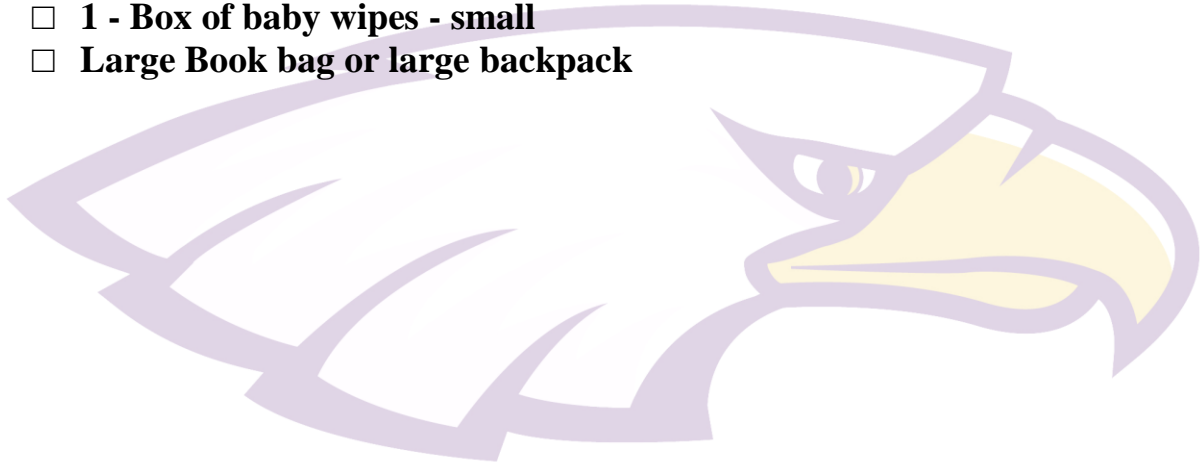 ☐ 1 - Box of baby wipes - small
☐ Large Book bag or large backpack